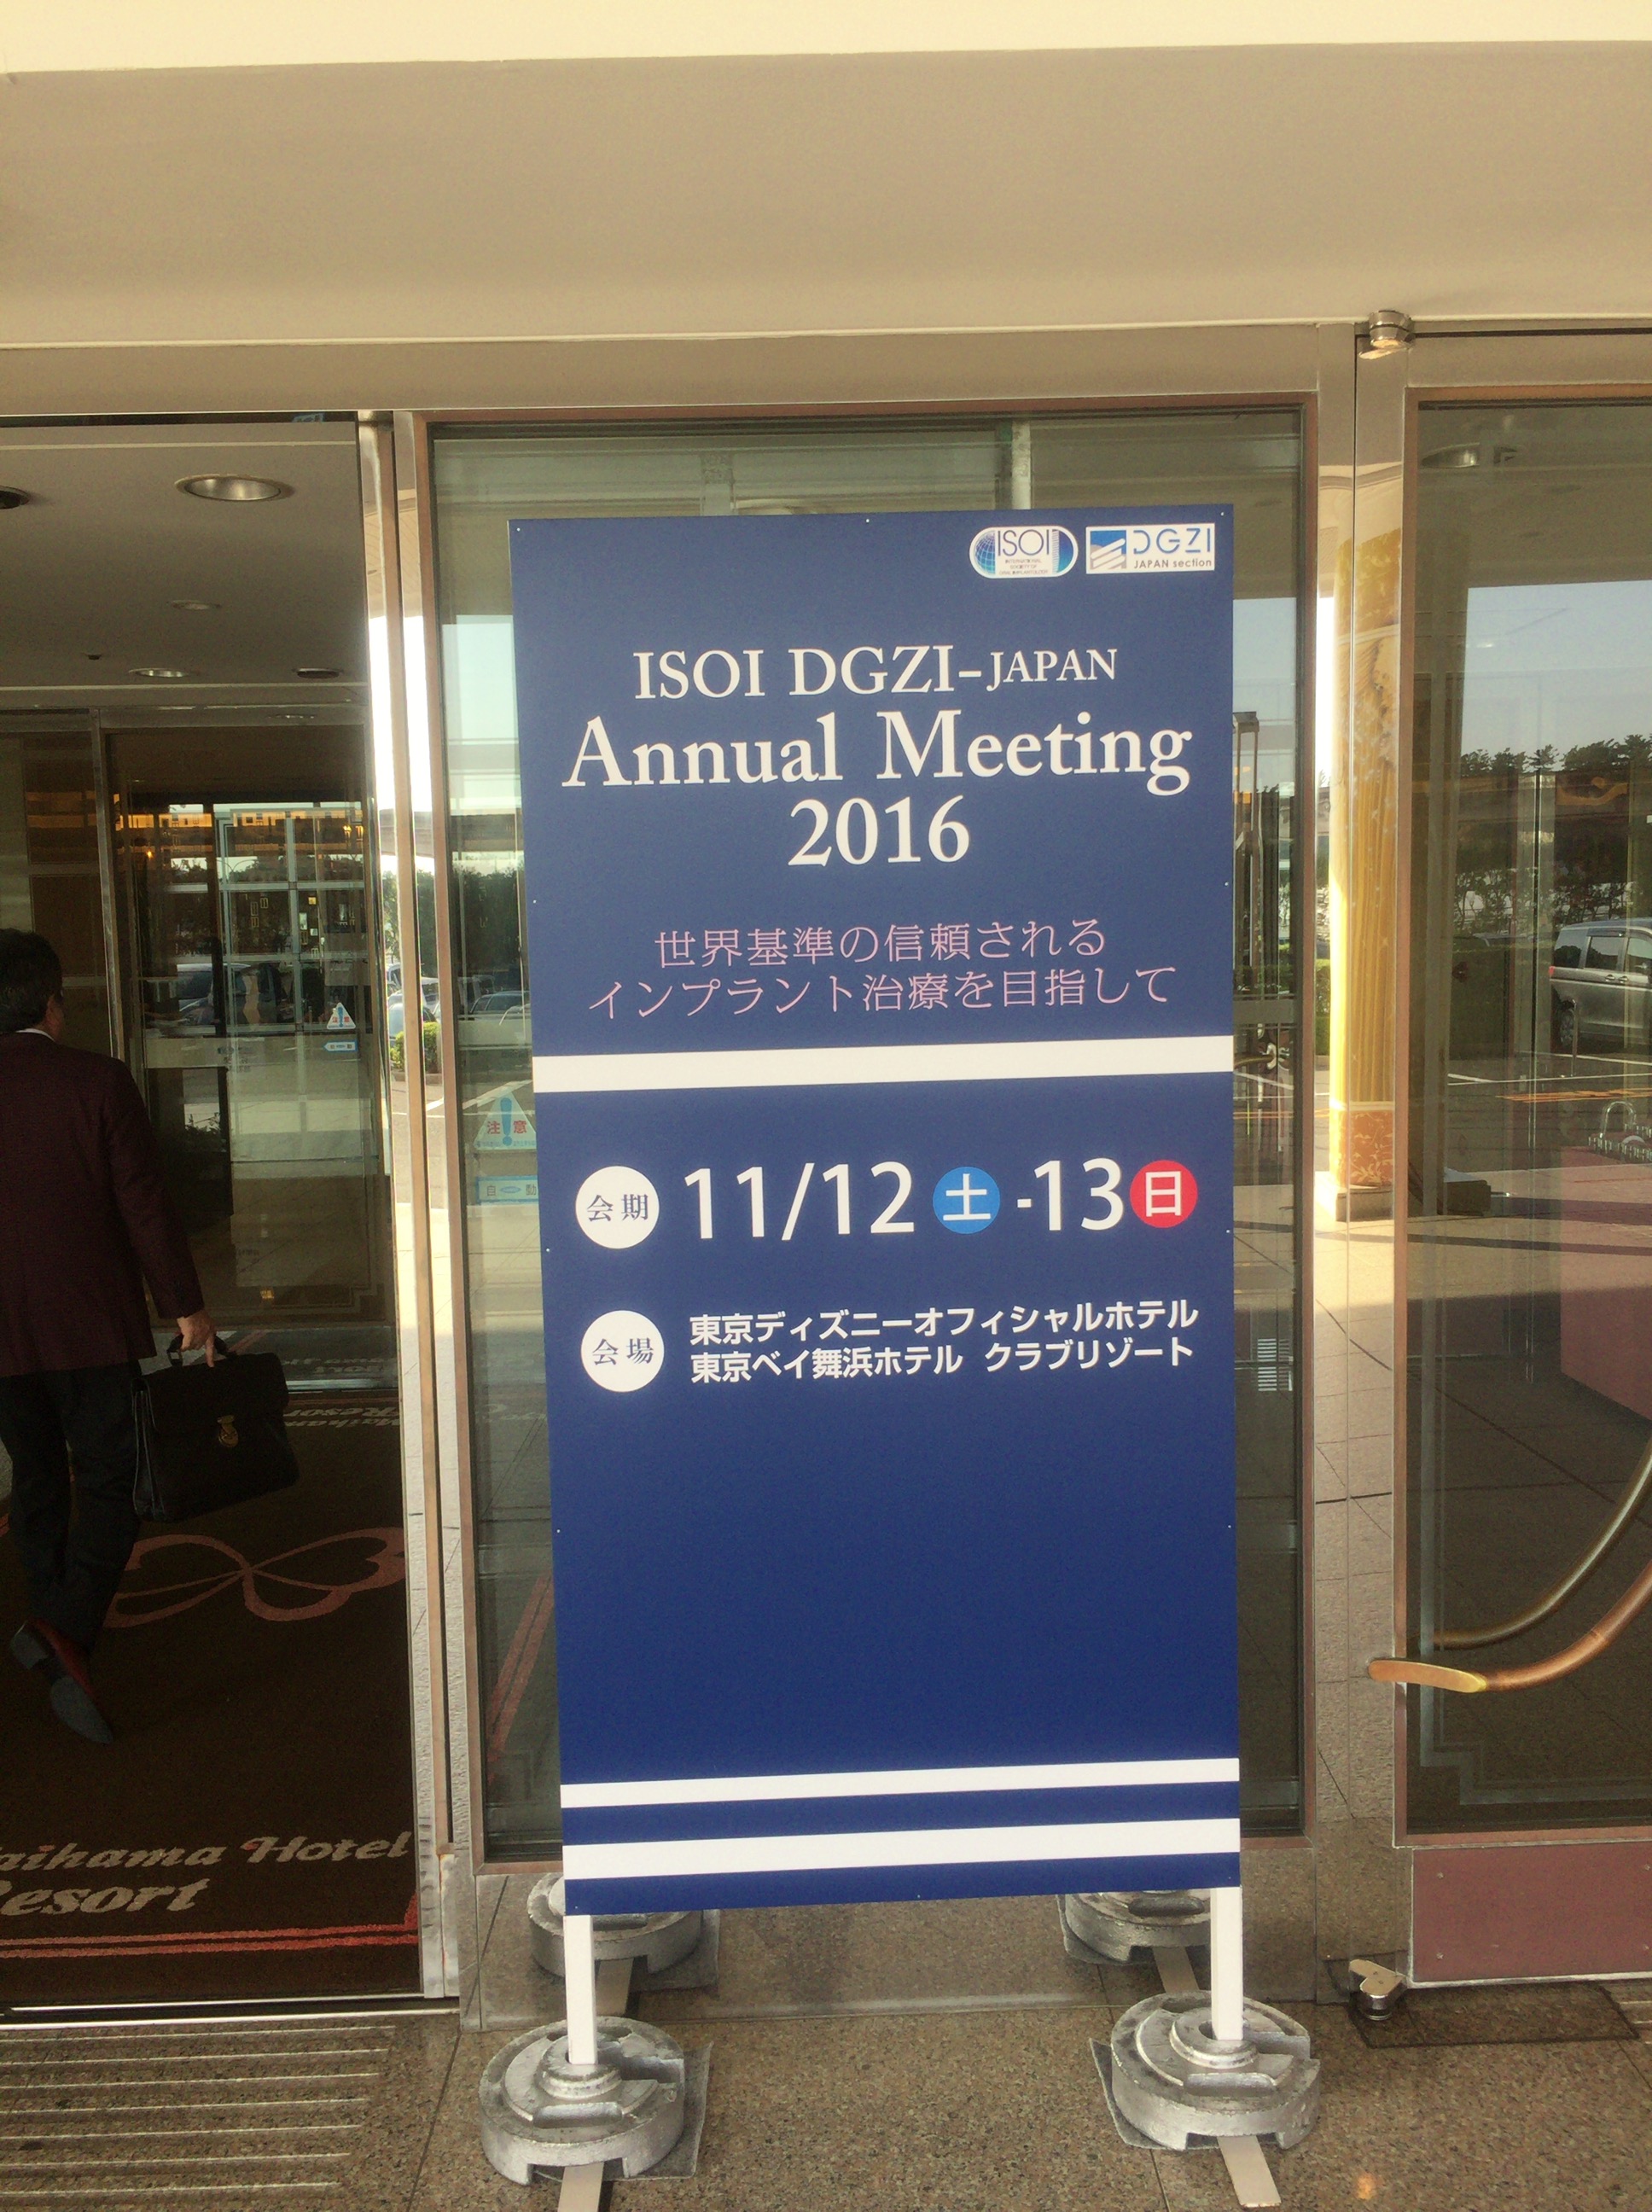 ISOI
DGZI
JAPAN section
ISOI DGZI-JAPAN
Annual Meeting
2016
世界基準の信頼される
インプラント治療を目指して
注意
自動
会期 11/12 土 -13 日
会場 東京ディズニーオフィシャルホテル
東京ベイ舞浜ホテル クラブリゾート
aihama Hotel
esort